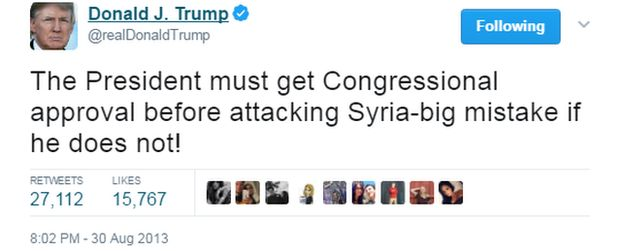 Donald J. Trump
@realDonaldTrump
Following
The President must get Congressional
approval before attacking Syria-big mistake if
he does not!
RETWEETS LIKES
27,112 15,767
8:02 PM - 30 Aug 2013